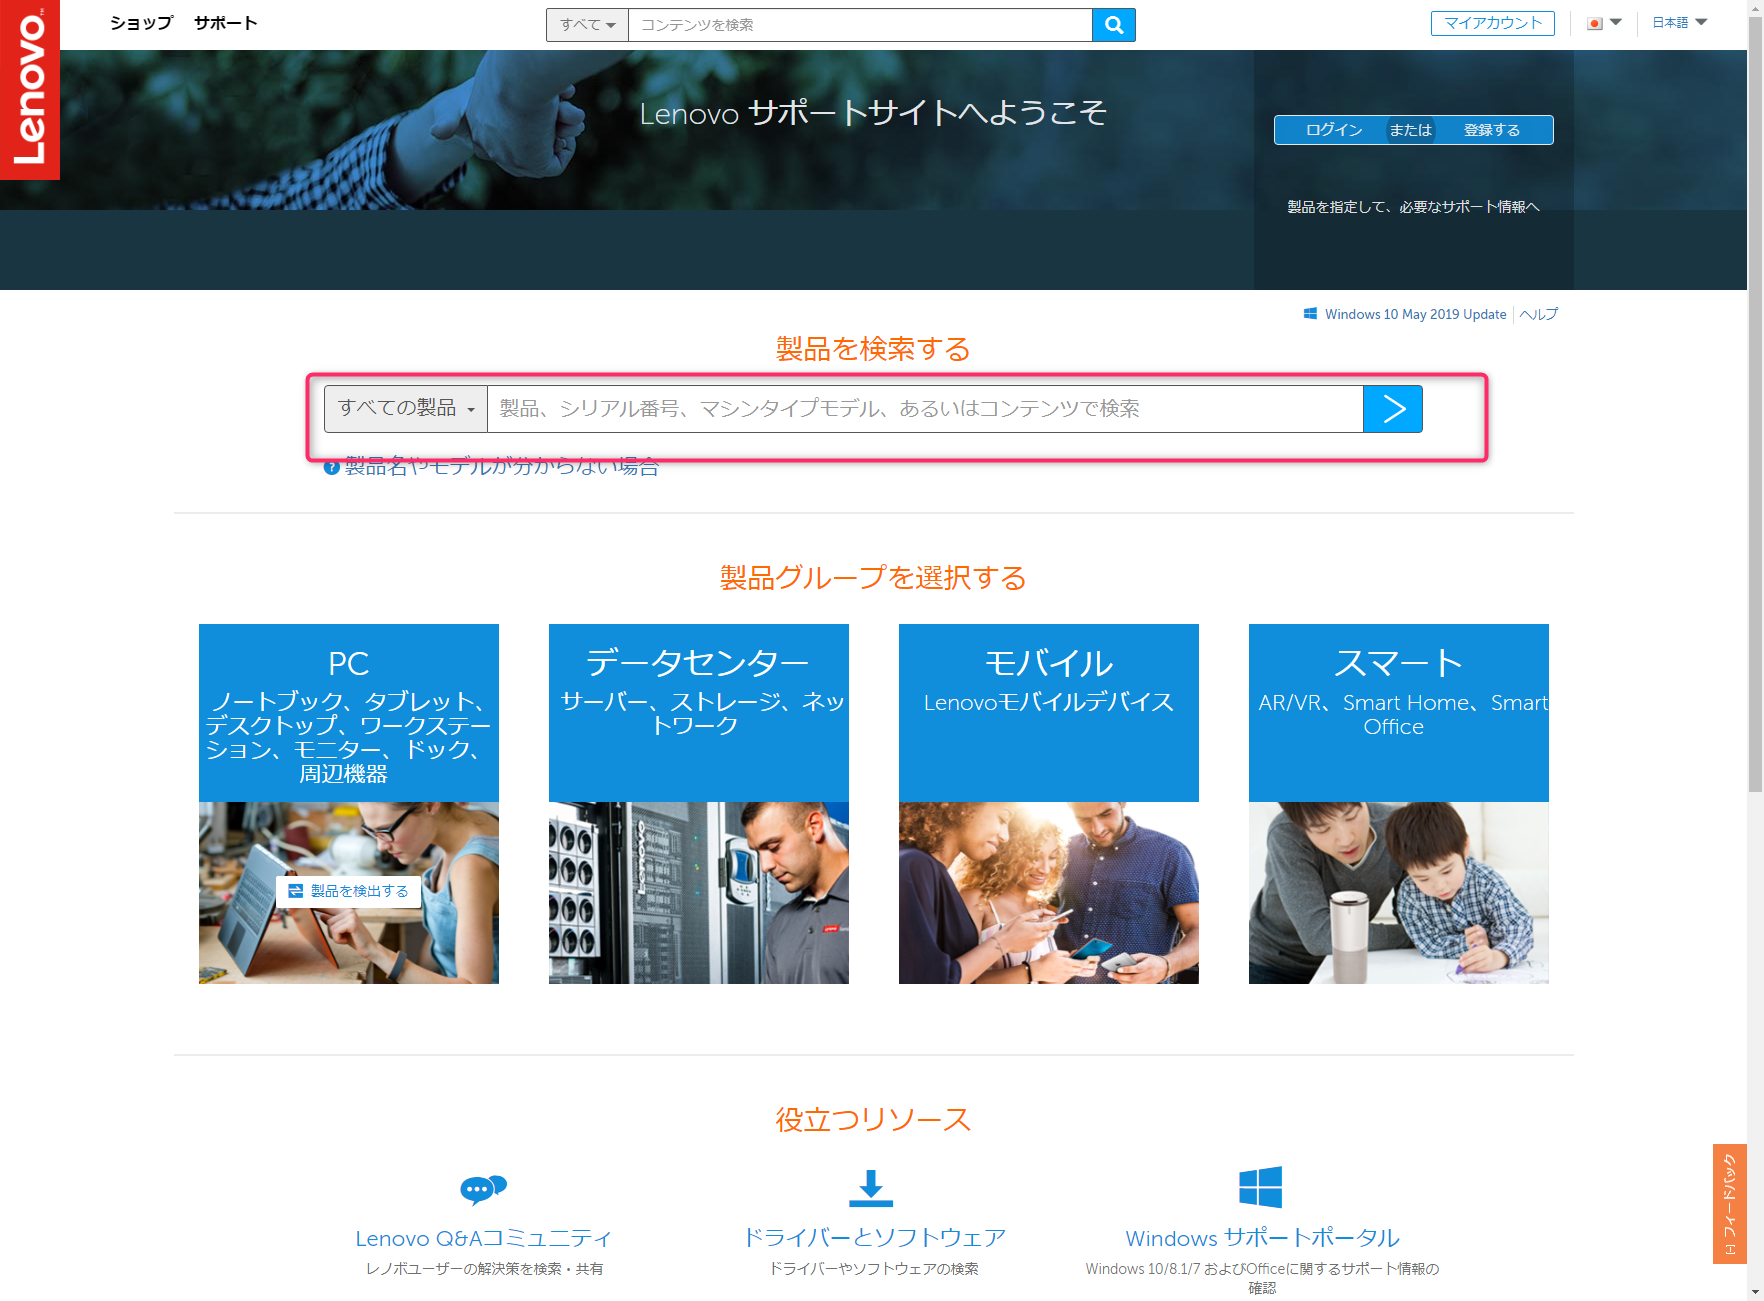 Lenovo™
ショップ
サポート
すべて
コンテンツを検索
マイアカウント
日本語
Lenovo サポートサイトへようこそ
ログイン または 登録する
製品を指定して、必要なサポート情報へ
Windows 10 May 2019 Update
ヘルプ
製品を検索する
すべての製品
製品、シリアル番号、マシンタイプモデル、あるいはコンテンツで検索
製品名やモデルが分からない場合
製品グループを選択する
PC
ノートブック、タブレット、
デスクトップ、ワークステー
ション、モニター、ドック、
周辺機器
製品を検出する
データセンター
サーバー、ストレージ、ネッ
トワーク
Lenovo
モバイル
Lenovoモバイルデバイス
スマート
AR/VR、Smart Home、Smart
Office
役立つリソース
Lenovo Q&Aコミュニティ
レノボユーザーの解決策を検索・共有
ドライバーとソフトウェア
ドライバーやソフトウェアの検索
Windows サポートポータル
Windows 10/8.1/7 およびOfficeに関するサポート情報の
確認
[-] フィードバック